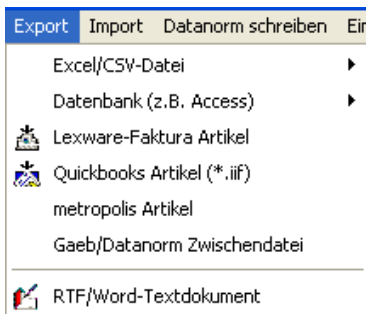 Export Import Datanorm schreiben Ei
Excel/CSV-Datei
Datenbank (z.B. Access)
Lexware-Faktura Artikel
Quickbooks Artikel (*.iif)
metropolis Artikel
Gaeb/Datanorm Zwischendatei
RTF/Word-Textdokument